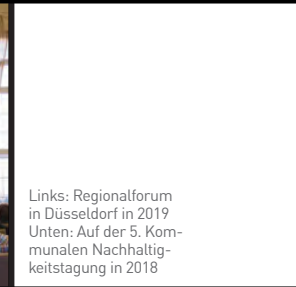 Links: Regionalforum
in Düsseldorf in 2019
Unten: Auf der 5. Kom-
munalen Nachhaltig-
keitstagung in 2018